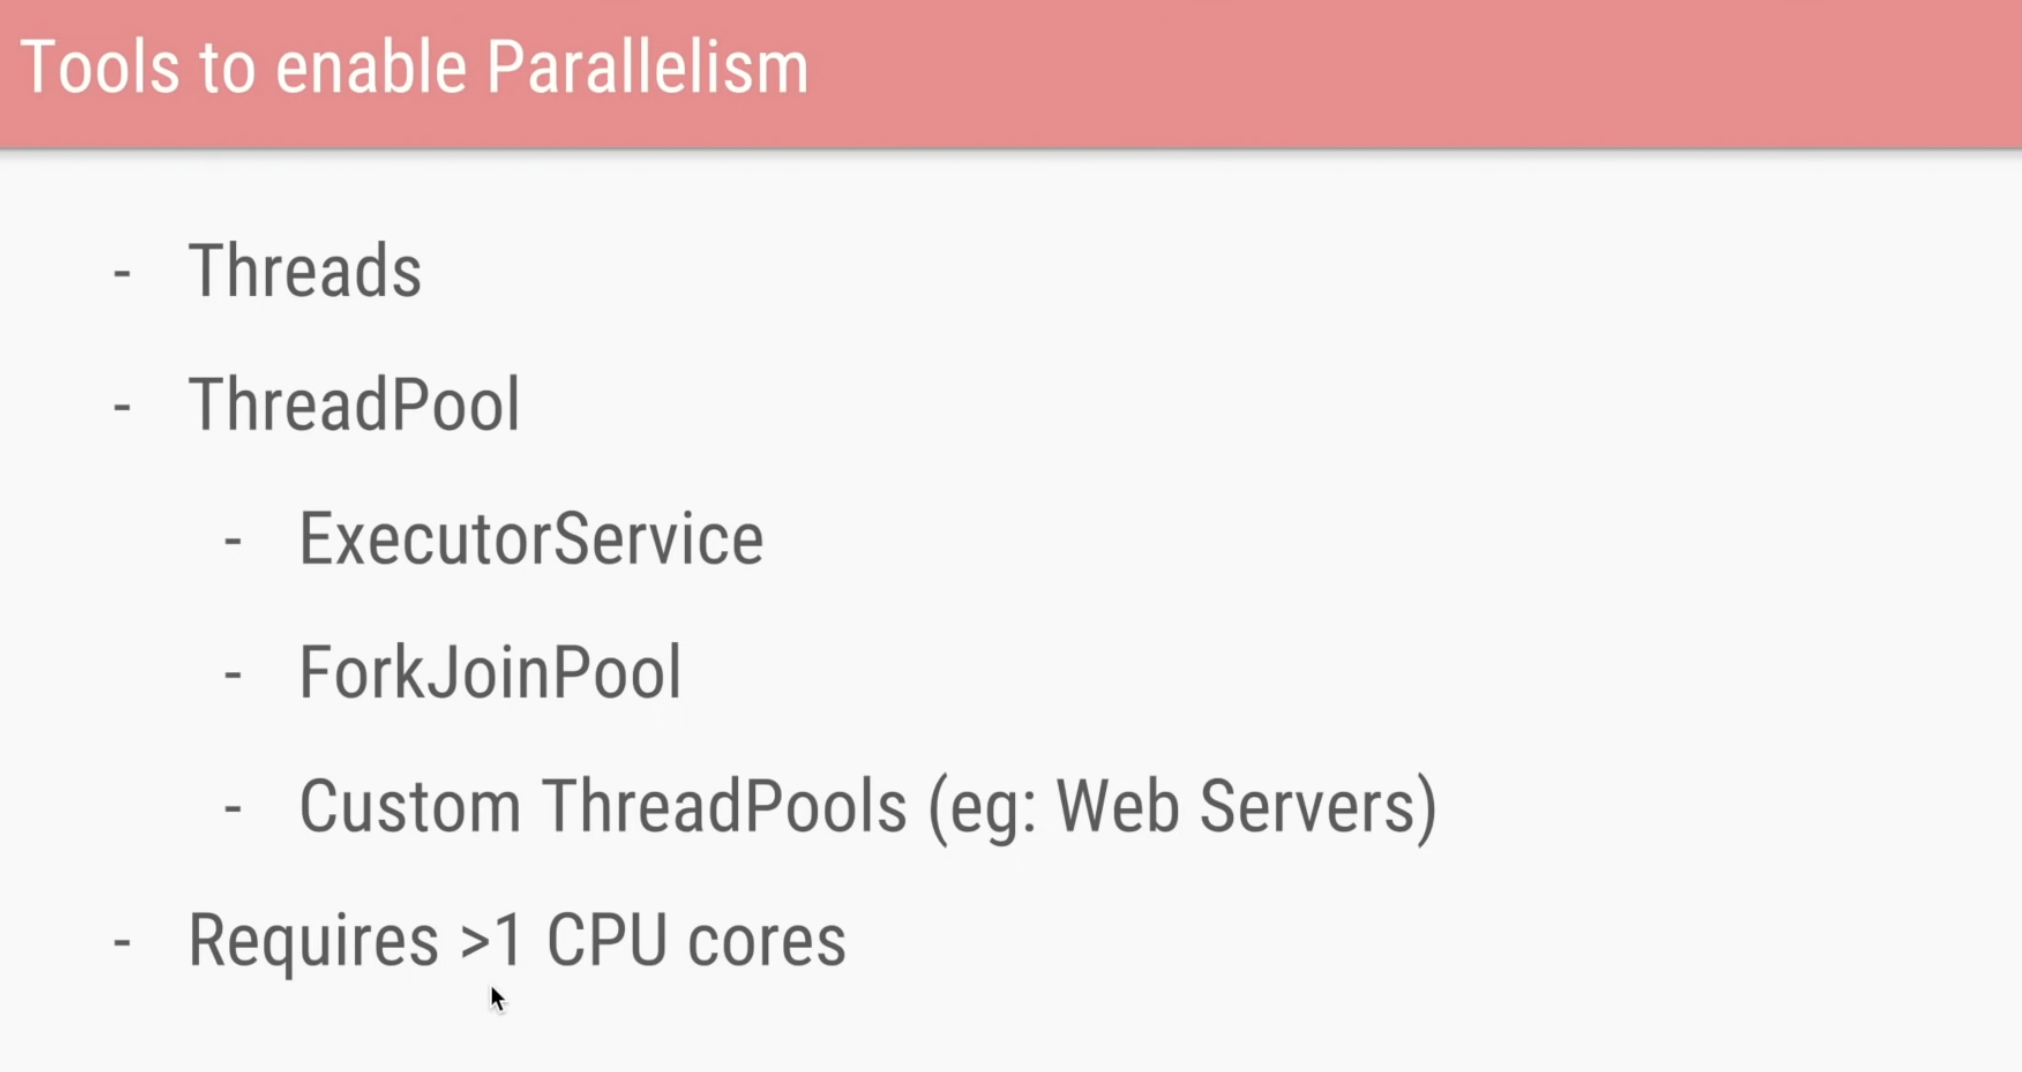 Tools to enable Parallelism
- Threads
- ThreadPool
- ExecutorService
- ForkJoinPool
- Custom ThreadPools (eg: Web Servers)
- Requires >1 CPU cores